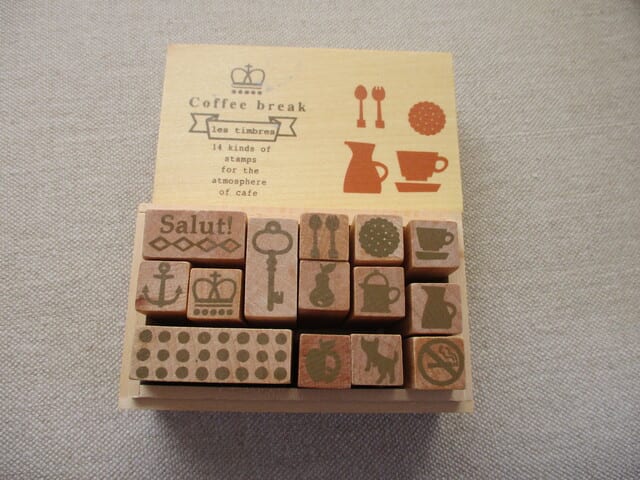 Coffee break
les timbres
14 kinds of
stamps
for the
atmosphere
of cafe
Salut!